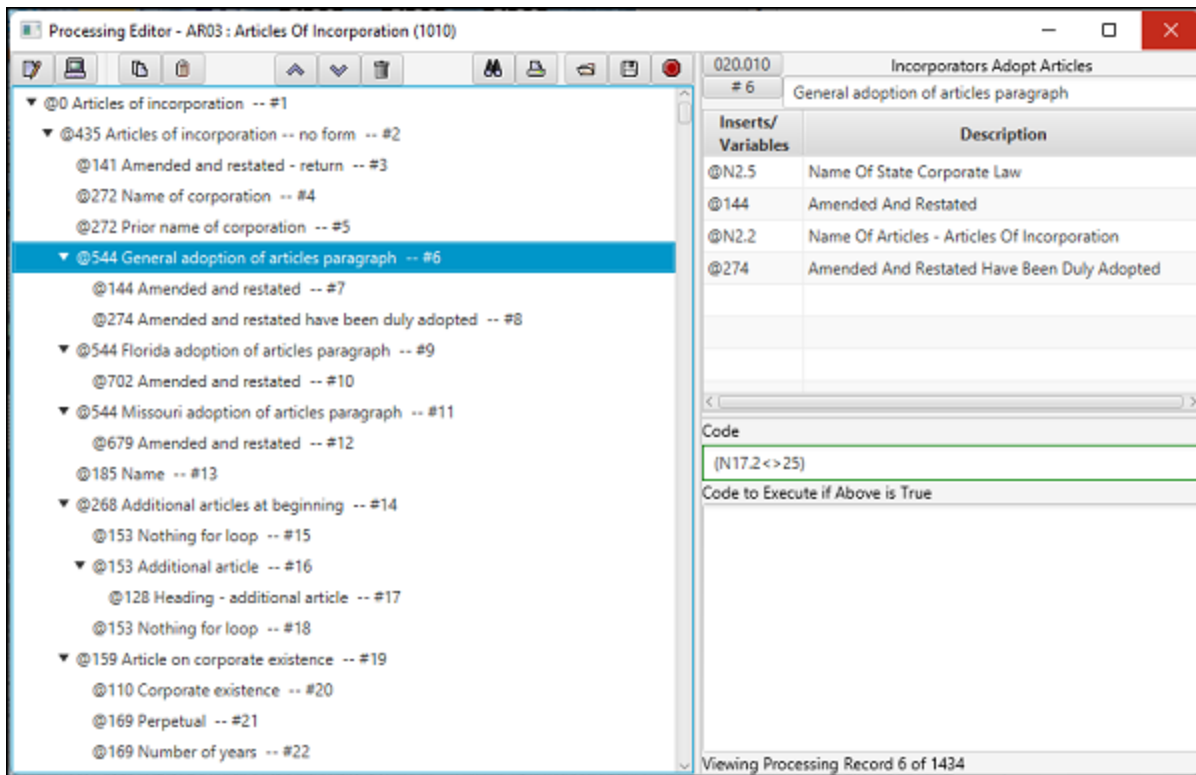 Processing Editor - AR03 : Articles Of Incorporation (1010)
@0 Articles of incorporation -- #1
@435 Articles of incorporation -- no form -- #2
@141 Amended and restated - return -- #3
@272 Name of corporation -- #4
@272 Prior name of corporation -- #5
@544 General adoption of articles paragraph -- #6
@144 Amended and restated -- #7
@274 Amended and restated have been duly adopted -- #8
@544 Florida adoption of articles paragraph -- #9
@702 Amended and restated -- #10
@544 Missouri adoption of articles paragraph -- #11
@679 Amended and restated -- #12
@185 Name -- #13
@268 Additional articles at beginning -- #14
@153 Nothing for loop -- #15
@153 Additional article -- #16
@128 Heading - additional article -- #17
@153 Nothing for loop -- #18
@159 Article on corporate existence -- #19
@110 Corporate existence -- #20
@169 Perpetual -- #21
@169 Number of years -- #22
020.010 Incorporators Adopt Articles
# 6 General adoption of articles paragraph
Inserts/
Variables Description
@N2.5 Name Of State Corporate Law
@144 Amended And Restated
@N2.2 Name Of Articles - Articles Of Incorporation
@274 Amended And Restated Have Been Duly Adopted
Code
(N17.2<>25)
Code to Execute if Above is True
Viewing Processing Record 6 of 1434